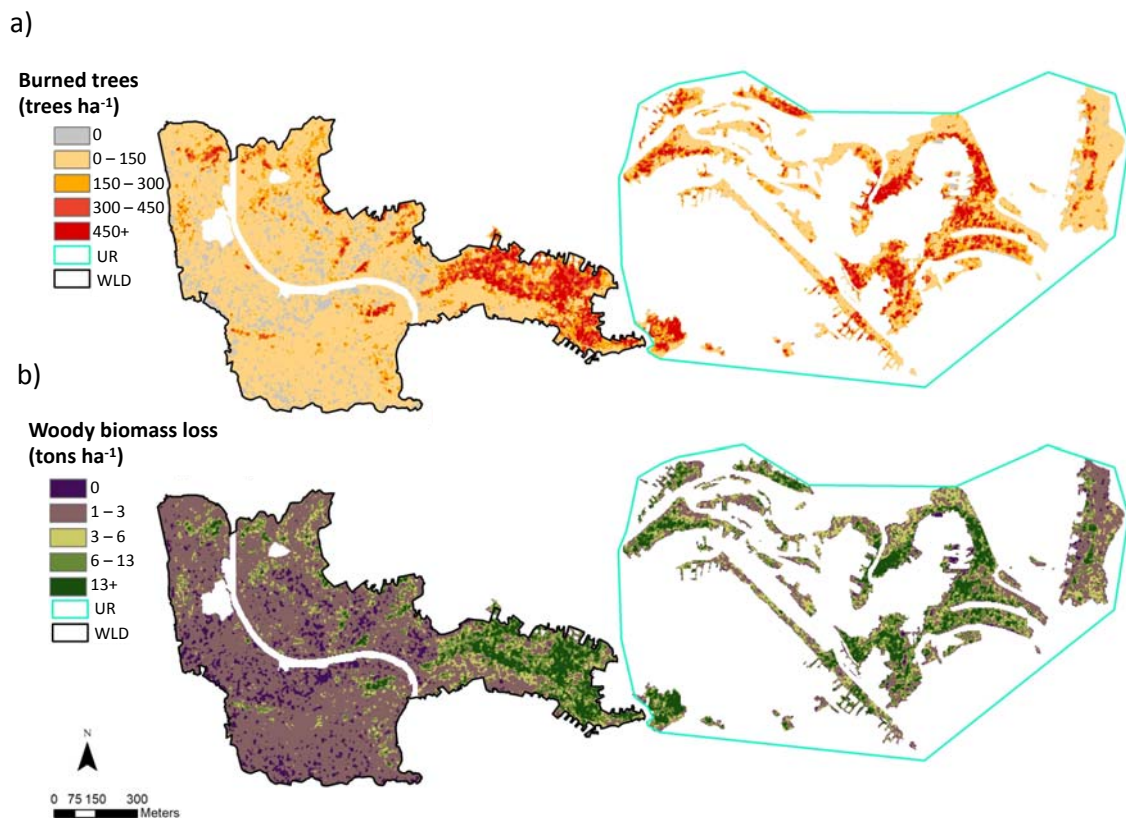 a)
Burned trees
(trees ha⁻¹)
0
0 – 150
150 – 300
300 – 450
450+
UR
WLD
b)
Woody biomass loss
(tons ha⁻¹)
0
1 – 3
3 – 6
6 – 13
13+
UR
WLD
N
0 75 150 300
Meters